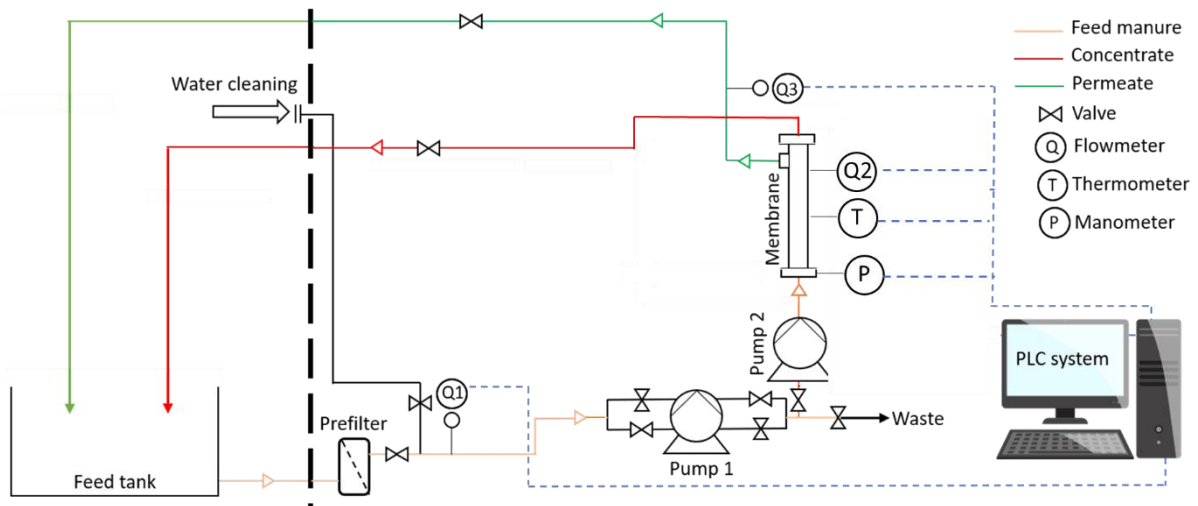 Feed manure
Concentrate
Permeate
Valve
Q Flowmeter
T Thermometer
P Manometer
Water cleaning
Q3
Q2
T
P
Membrane
Pump 2
PLC system
Q1
Prefilter
Waste
Pump 1
Feed tank